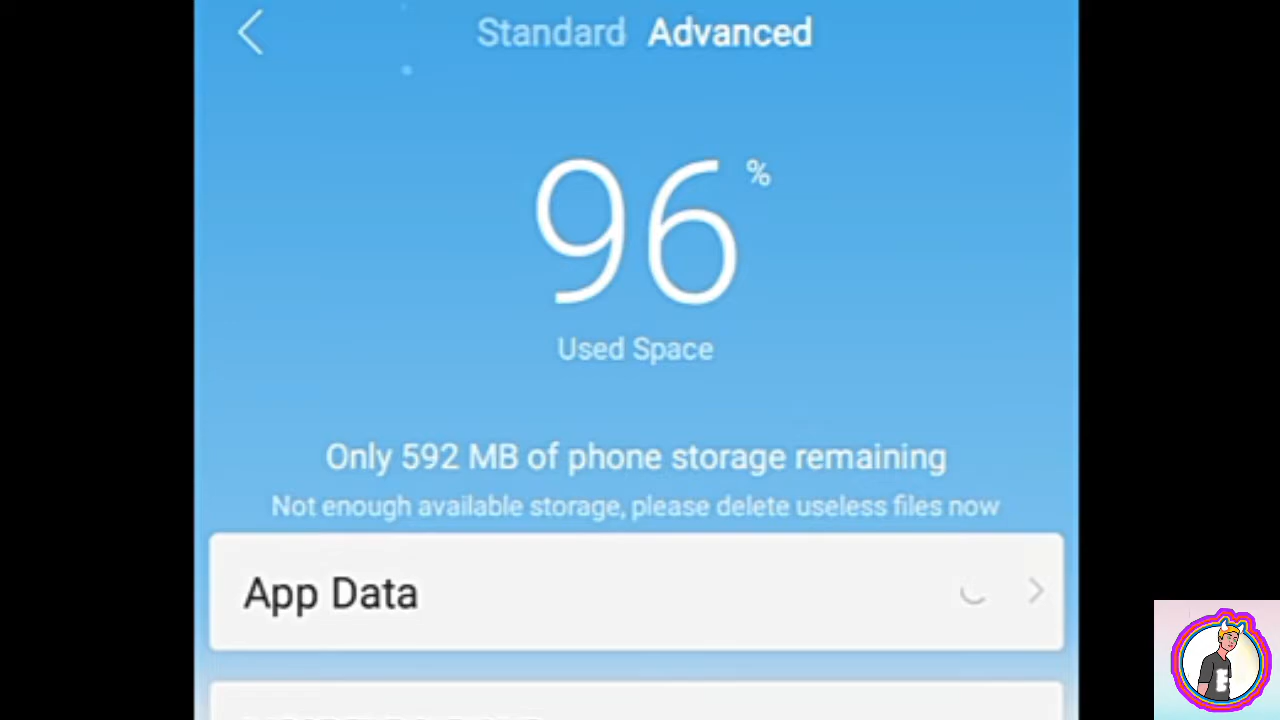 Standard Advanced
96 %
Used Space
Only 592 MB of phone storage remaining
Not enough available storage, please delete useless files now
App Data
E